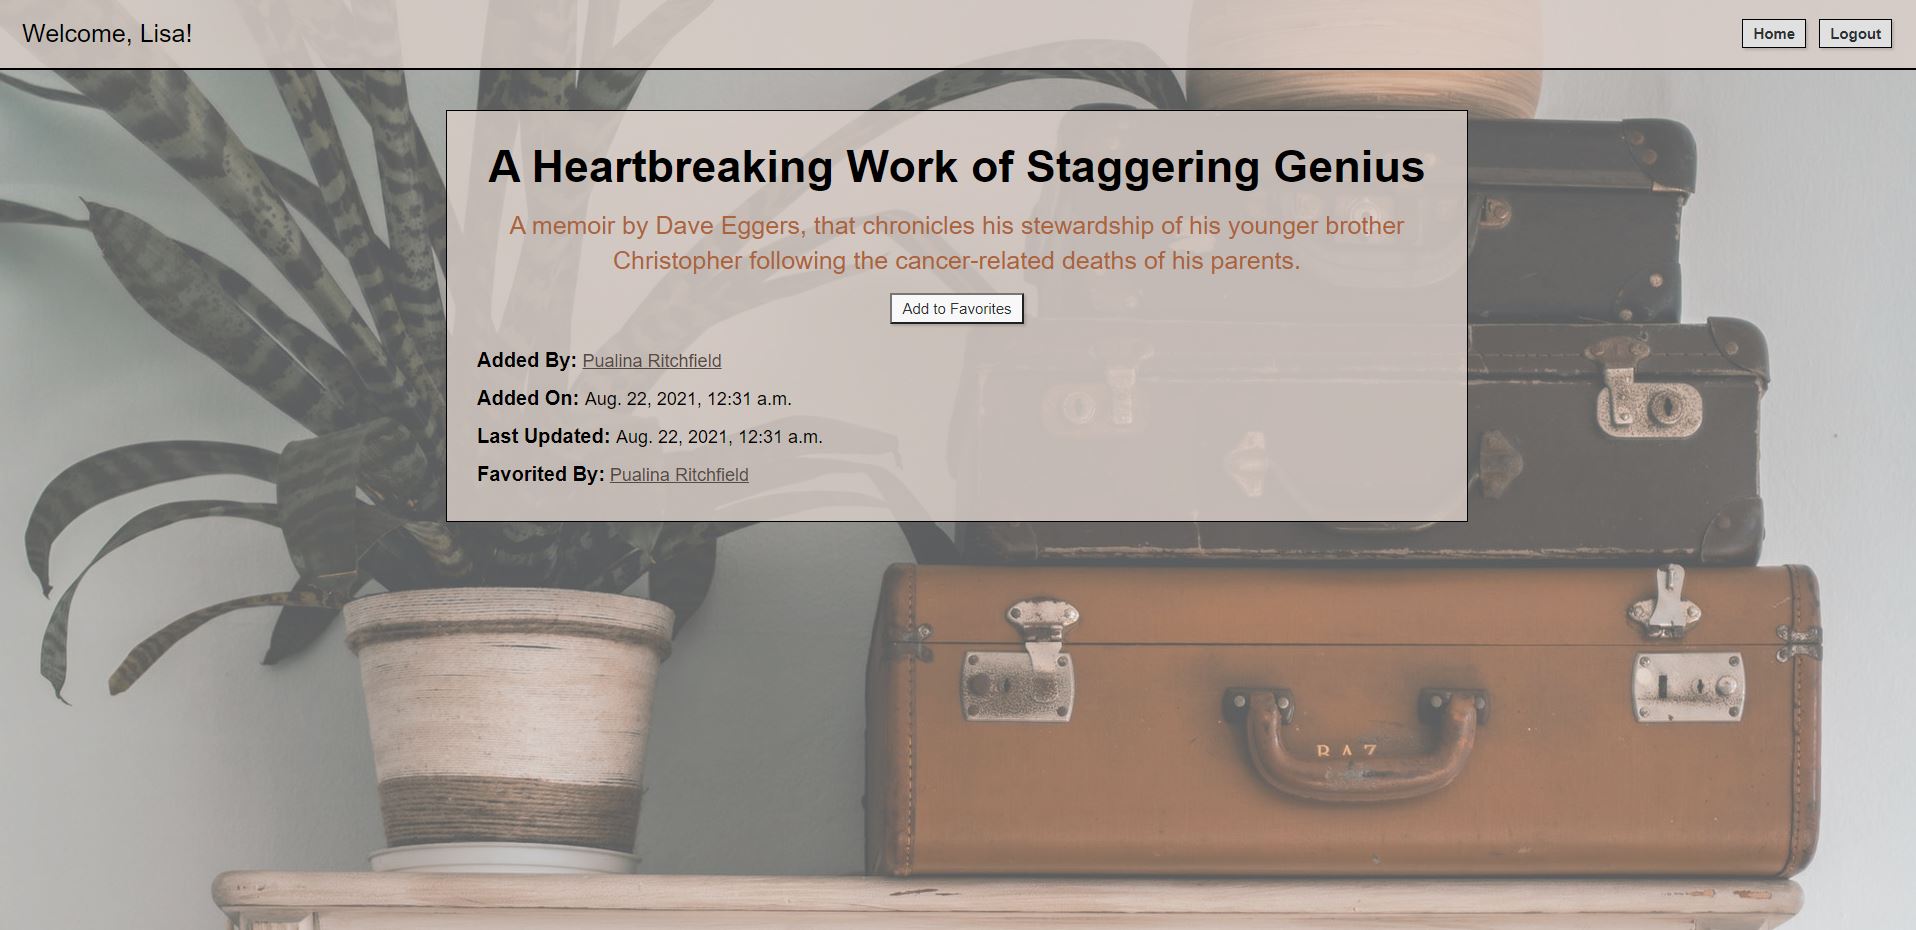 Welcome, Lisa!
Home
Logout
A Heartbreaking Work of Staggering Genius
A memoir by Dave Eggers, that chronicles his stewardship of his younger brother
Christopher following the cancer-related deaths of his parents.
Add to Favorites
Added By: Pualina Ritchfield
Added On: Aug. 22, 2021, 12:31 a.m.
Last Updated: Aug. 22, 2021, 12:31 a.m.
Favorited By: Pualina Ritchfield